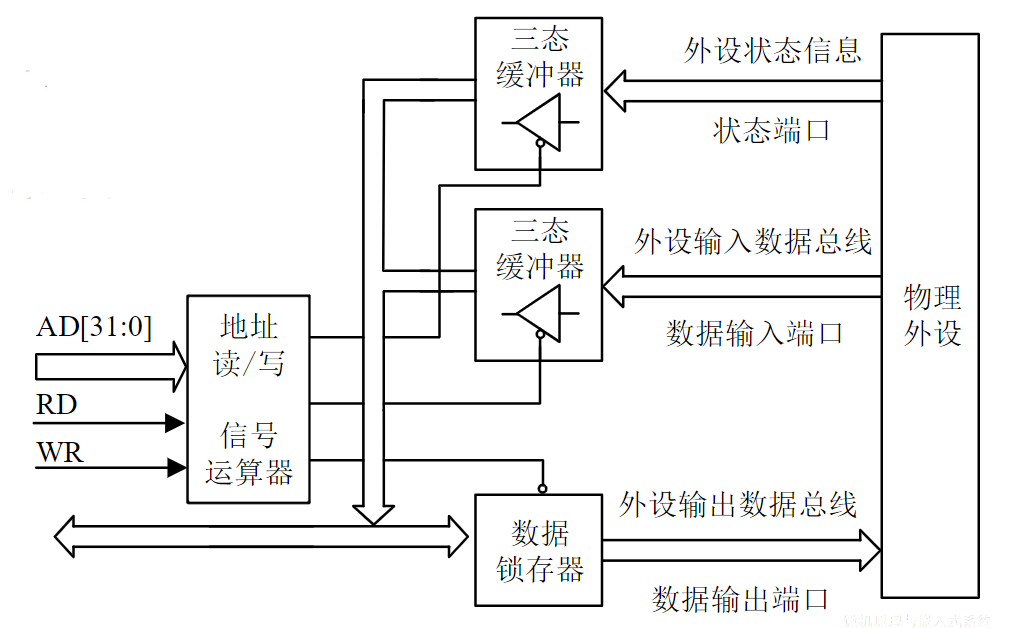 三态
缓冲器
外设状态信息
状态端口
三态
缓冲器
外设输入数据总线
数据输入端口
物理
外设
AD[31:0]
RD
WR
地址
读/写
信号
运算器
外设输出数据总线
数据
锁存器
数据输出端口